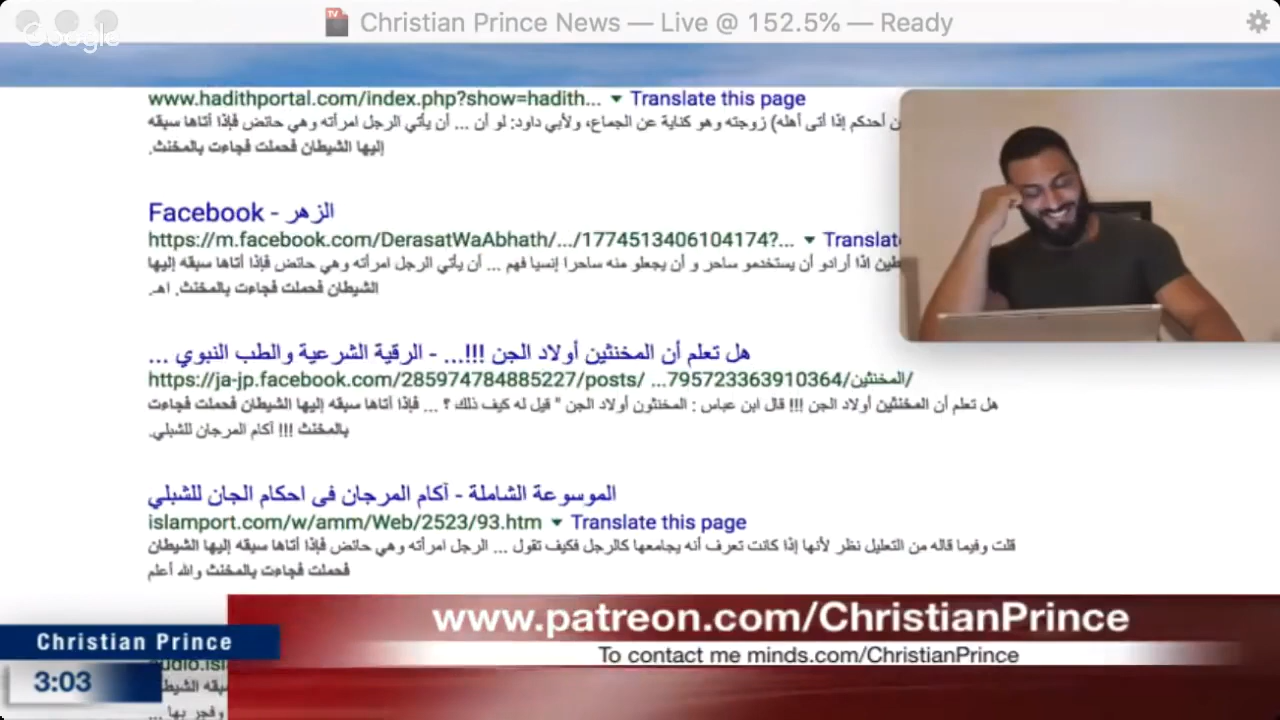 Christian Prince News — Live @ 152.5% — Ready
Google
www.hadithportal.com/index.php?show=hadith... ▼ Translate this page
ن أحدكم إذا أتى أهله) زوجته وهو كناية عن الجماع، ولأبي داود: لو أن ... أن يأتي الرجل امرأته وهي حائض فإذا أتاها سبقه
إليها الشيطان فحملت فجاءت بالمخنث.
الزهر - Facebook
https://m.facebook.com/DerasatWaAbhath/.../1774513406104174?... ▼ Translat
طين اذا أرادو أن يستخدمو ساحر و أن يجعلو منه ساحرا إنسيا فهم ... أن يأتي الرجل امرأته وهي حائض فإذا أتاها سبقه إليها
الشيطان فحملت فجاءت بالمخنث. اهـ.
هل تعلم أن المخنثين أولاد الجن !!!... - الرقية الشرعية والطب النبوي ...
https://ja-jp.facebook.com/285974784885227/posts/ ...795723363910364/المخنثين/
هل تعلم أن المخنثين أولاد الجن !!! قال ابن عباس : المخنثون أولاد الجن " قيل له كيف ذلك ؟ ... فإذا أتاها سبقه إليها الشيطان فحملت فجاءت
بالمخنث !!! آكام المرجان للشبلي.
الموسوعة الشاملة - آكام المرجان فى احكام الجان للشبلي
islamport.com/w/amm/Web/2523/93.htm ▼ Translate this page
قلت وفيما قاله من التعليل نظر لأنها إذا كانت تعرف أنه يجامعها كالرجل فكيف تقول ... الرجل امرأته وهي حائض فإذا أتاها سبقه إليها الشيطان
فحملت فجاءت بالمخنث والله أعلم
www.patreon.com/ChristianPrince
Christian Prince
To contact me minds.com/ChristianPrince
3:03
سبقه الشيط
وفجر بها ...